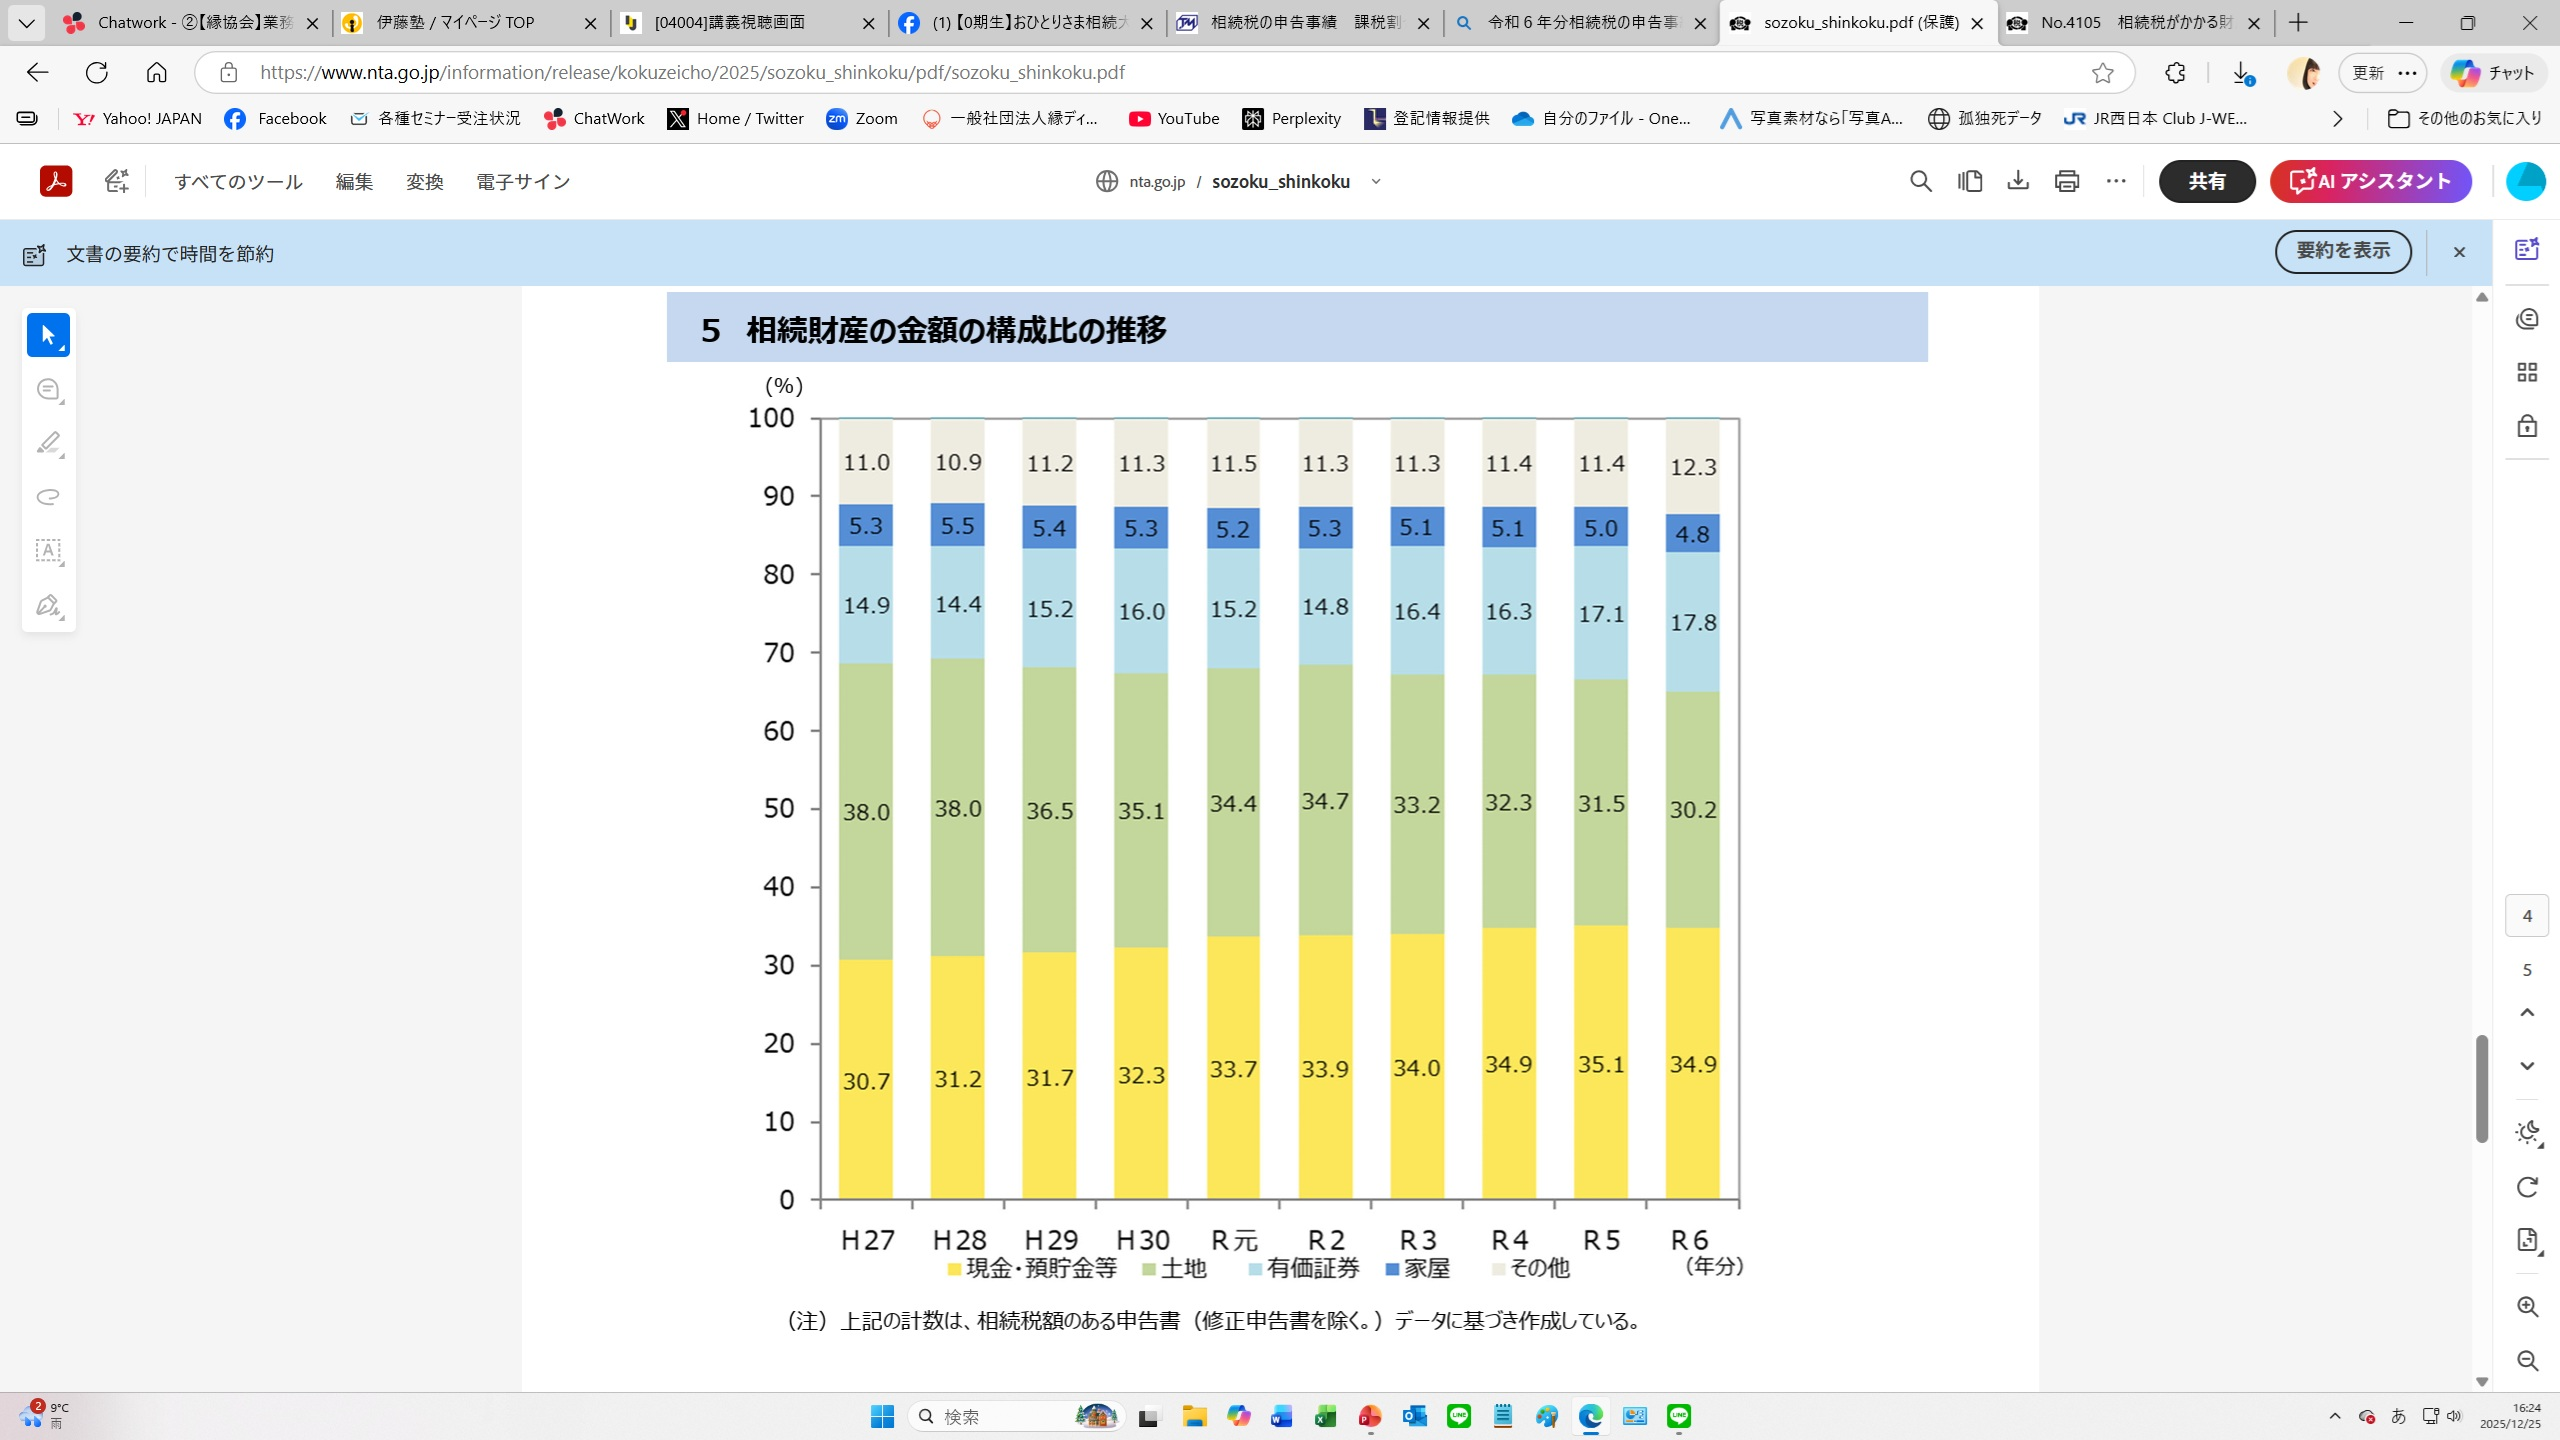 Chatwork - ②【縁協会】業務
伊藤塾 / マイページ TOP
[04004]講義視聴画面
(1) 【0期生】おひとりさま相続大
相続税の申告事績　課税割
令和６年分相続税の申告事
sozoku_shinkoku.pdf (保護)
No.4105　相続税がかかる財
https://www.nta.go.jp/information/release/kokuzeicho/2025/sozoku_shinkoku/pdf/sozoku_shinkoku.pdf
更新
チャット
Yahoo! JAPAN
Facebook
各種セミナー受注状況
ChatWork
Home / Twitter
Zoom
一般社団法人縁ディ...
YouTube
Perplexity
登記情報提供
自分のファイル - One...
写真素材なら「写真A...
孤独死データ
JR西日本 Club J-WE...
その他のお気に入り
すべてのツール
編集
変換
電子サイン
nta.go.jp / sozoku_shinkoku
共有
AI アシスタント
文書の要約で時間を節約
要約を表示
５ 相続財産の金額の構成比の推移
(%)
100
90
80
70
60
50
40
30
20
10
0
11.0 10.9 11.2 11.3 11.5 11.3 11.3 11.4 11.4 12.3
5.3 5.5 5.4 5.3 5.2 5.3 5.1 5.1 5.0 4.8
14.9 14.4 15.2 16.0 15.2 14.8 16.4 16.3 17.1 17.8
38.0 38.0 36.5 35.1 34.4 34.7 33.2 32.3 31.5 30.2
30.7 31.2 31.7 32.3 33.7 33.9 34.0 34.9 35.1 34.9
H27 H28 H29 H30 R元 R2 R3 R4 R5 R6
現金・預貯金等 土地 有価証券 家屋 その他 （年分）
（注）上記の計数は、相続税額のある申告書（修正申告書を除く。）データに基づき作成している。
4
5
2
9°C
雨
検索
あ
16:24
2025/12/25